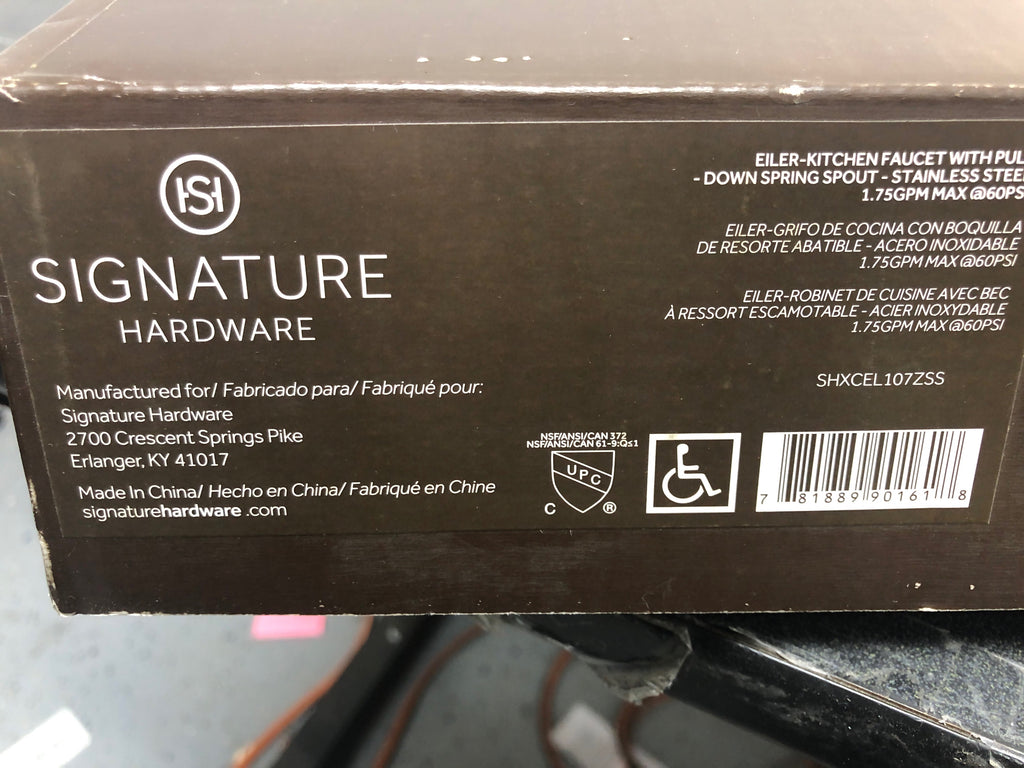 HSH
SIGNATURE
HARDWARE
Manufactured for/ Fabricado para/ Fabriqué pour:
Signature Hardware
2700 Crescent Springs Pike
Erlanger, KY 41017
Made In China/ Hecho en China/ Fabriqué en Chine
signaturehardware .com
EILER-KITCHEN FAUCET WITH PUL
- DOWN SPRING SPOUT - STAINLESS STEE
1.75GPM MAX @60PS
EILER-GRIFO DE COCINA CON BOQUILLA
DE RESORTE ABATIBLE - ACERO INOXIDABLE
1.75GPM MAX @60PSI
EILER-ROBINET DE CUISINE AVEC BEC
À RESSORT ESCAMOTABLE - ACIER INOXYDABLE
1.75GPM MAX @60PSI
SHXCEL107ZSS
NSF/ANSI/CAN 372
NSF/ANSI/CAN 61-9:Q≤1
UPC
C ®
7 81889 90161 8